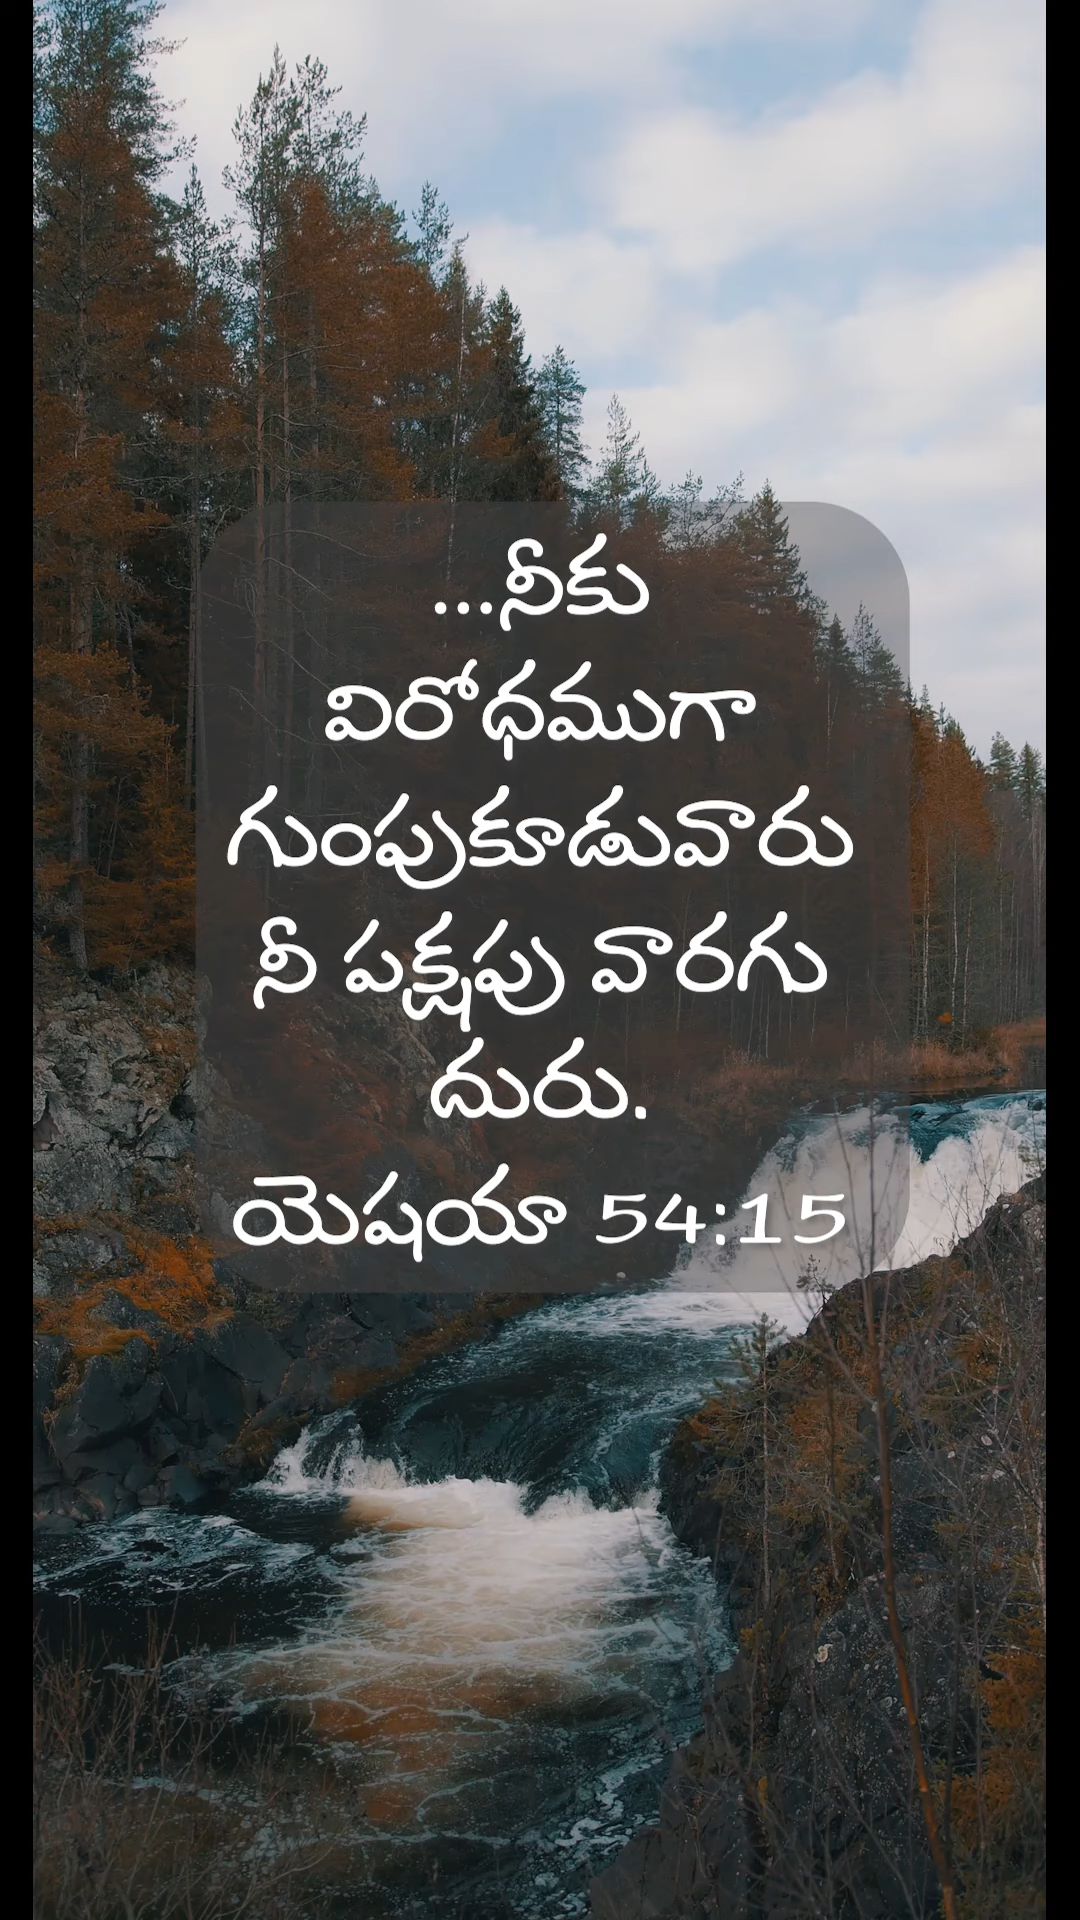 ...నీకు
విరోధముగా
గుంపుకూడువారు
నీ పక్షపు వారగు
దురు.
యెషయా 54:15